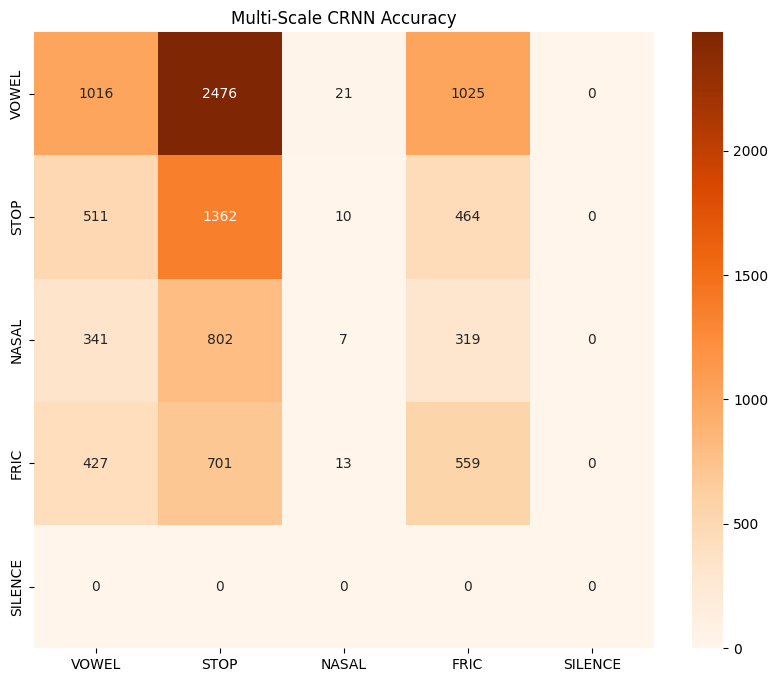 Multi-Scale CRNN Accuracy
VOWEL 1016 2476 21 1025 0
STOP 511 1362 10 464 0
NASAL 341 802 7 319 0
FRIC 427 701 13 559 0
SILENCE 0 0 0 0 0
VOWEL STOP NASAL FRIC SILENCE
2000
1500
1000
500
0